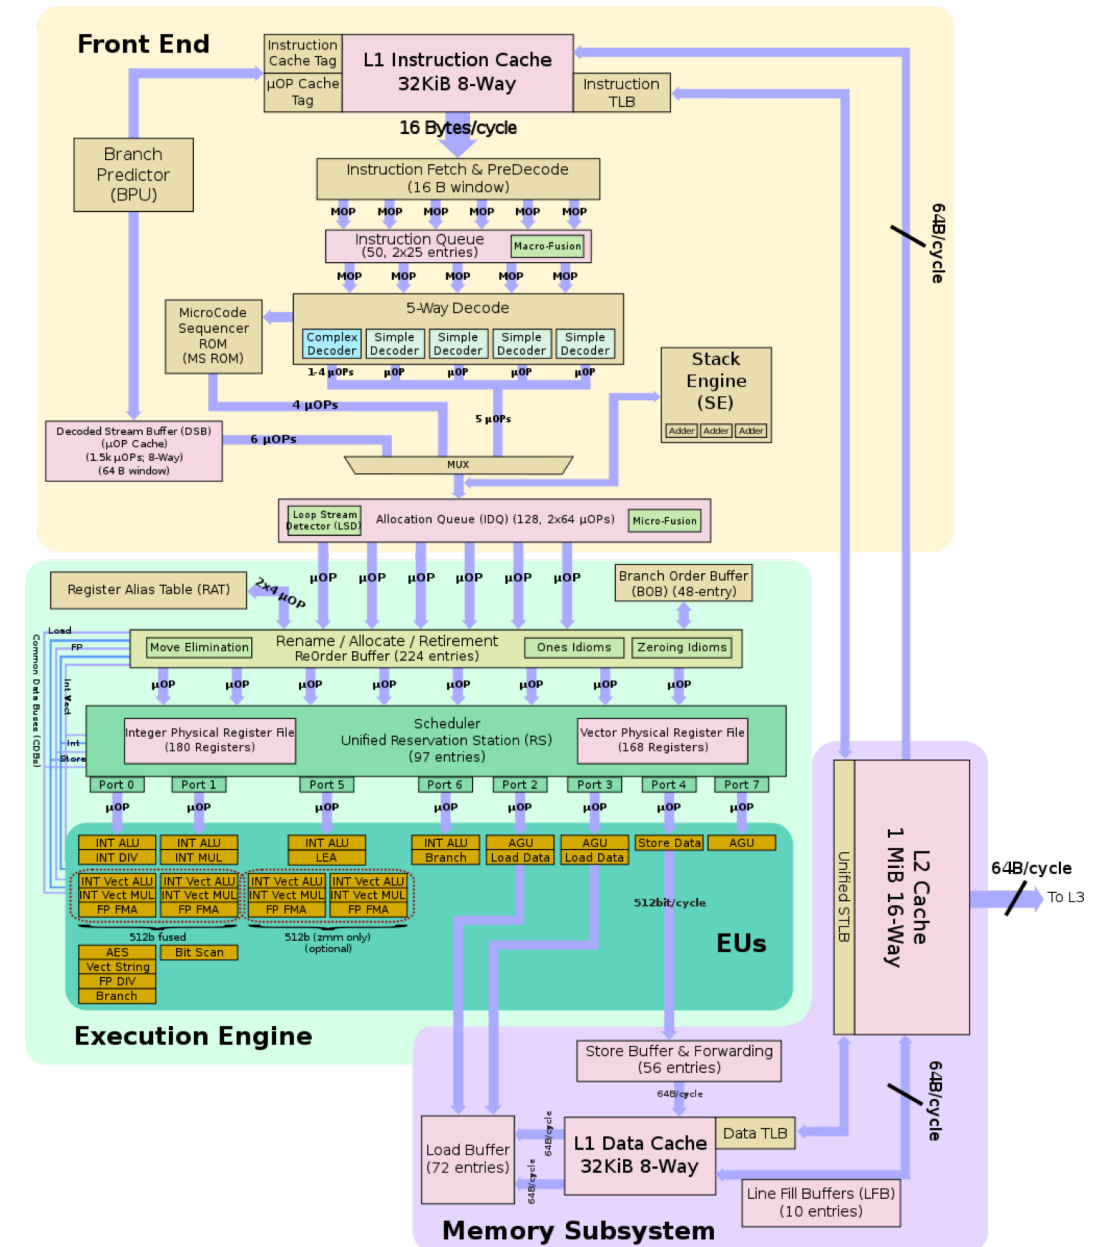 Front End
Instruction
Cache Tag
µOP Cache
Tag
L1 Instruction Cache
32KiB 8-Way
Instruction
TLB
16 Bytes/cycle
Branch
Predictor
(BPU)
Instruction Fetch & PreDecode
(16 B window)
MOP MOP MOP MOP MOP MOP
Instruction Queue
(50, 2x25 entries)
Macro-Fusion
MOP MOP MOP MOP MOP
64B/cycle
MicroCode
Sequencer
ROM
(MS ROM)
5-Way Decode
Complex
Decoder
Simple
Decoder
Simple
Decoder
Simple
Decoder
Simple
Decoder
1-4 µOPs µOP µOP µOP µOP
Stack
Engine
(SE)
Adder Adder Adder
4 µOPs
5 µOPs
Decoded Stream Buffer (DSB)
(µOP Cache)
(1.5k µOPs; 8-Way)
(64 B window)
6 µOPs
MUX
Loop Stream
Detector (LSD)
Allocation Queue (IDQ) (128, 2x64 µOPs)
Micro-Fusion
µOP µOP µOP µOP µOP µOP
Register Alias Table (RAT)
2x4 µOP
Branch Order Buffer
(BOB) (48-entry)
Load
FP
Common Data Buses (CDBs)
Int Vect
Int
Store
Move Elimination
Rename / Allocate / Retirement
ReOrder Buffer (224 entries)
Ones Idioms
Zeroing Idioms
µOP µOP µOP µOP µOP µOP µOP µOP
Integer Physical Register File
(180 Registers)
Scheduler
Unified Reservation Station (RS)
(97 entries)
Vector Physical Register File
(168 Registers)
Port 0 Port 1 Port 5 Port 6 Port 2 Port 3 Port 4 Port 7
µOP µOP µOP µOP µOP µOP µOP µOP
INT ALU
INT DIV
INT ALU
INT MUL
INT ALU
LEA
INT ALU
Branch
AGU
Load Data
AGU
Load Data
Store Data
AGU
INT Vect ALU
INT Vect MUL
FP FMA
INT Vect ALU
INT Vect MUL
FP FMA
INT Vect ALU
INT Vect MUL
FP FMA
INT Vect ALU
INT Vect MUL
FP FMA
512b fused
512b (zmm only)
(optional)
AES
Vect String
FP DIV
Branch
Bit Scan
512bit/cycle
EUs
Execution Engine
Unified STLB
L2 Cache
1 MiB 16-Way
64B/cycle
To L3
Store Buffer & Forwarding
(56 entries)
64B/cycle
64B/cycle
Load Buffer
(72 entries)
64B/cycle
64B/cycle
L1 Data Cache
32KiB 8-Way
Data TLB
Line Fill Buffers (LFB)
(10 entries)
Memory Subsystem